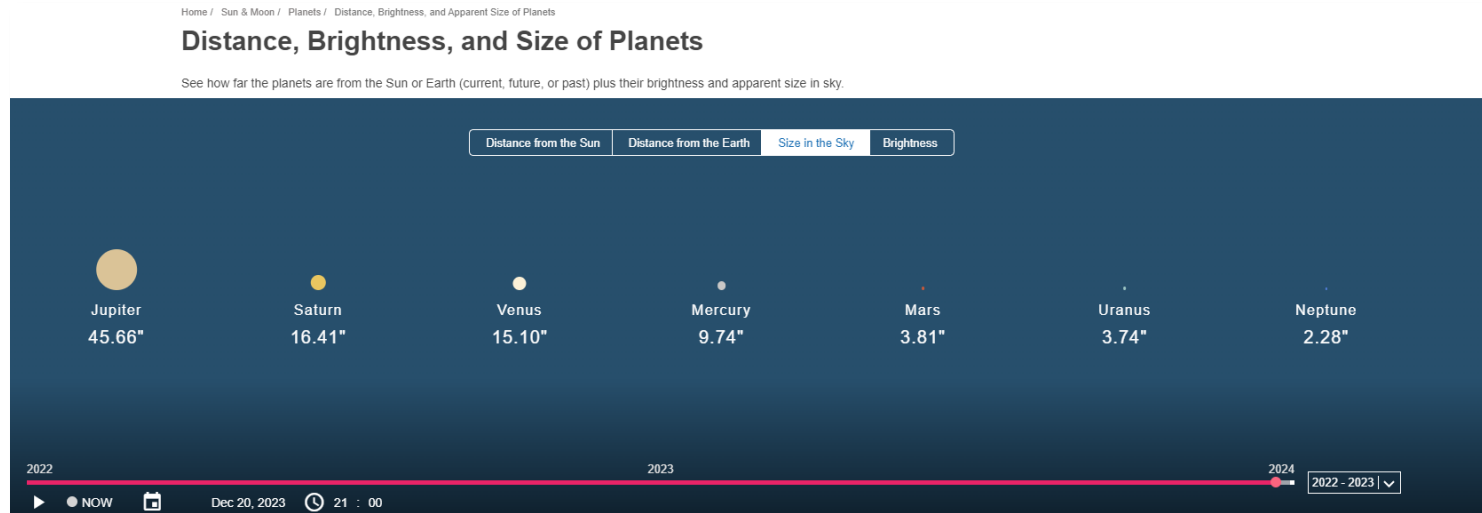 Home / Sun & Moon / Planets / Distance, Brightness, and Apparent Size of Planets
Distance, Brightness, and Size of Planets
See how far the planets are from the Sun or Earth (current, future, or past) plus their brightness and apparent size in sky.
Distance from the Sun Distance from the Earth Size in the Sky Brightness
Jupiter Saturn Venus Mercury Mars Uranus Neptune
45.66" 16.41" 15.10" 9.74" 3.81" 3.74" 2.28"
2022 2023 2024
2022 - 2023
NOW Dec 20, 2023 21 : 00